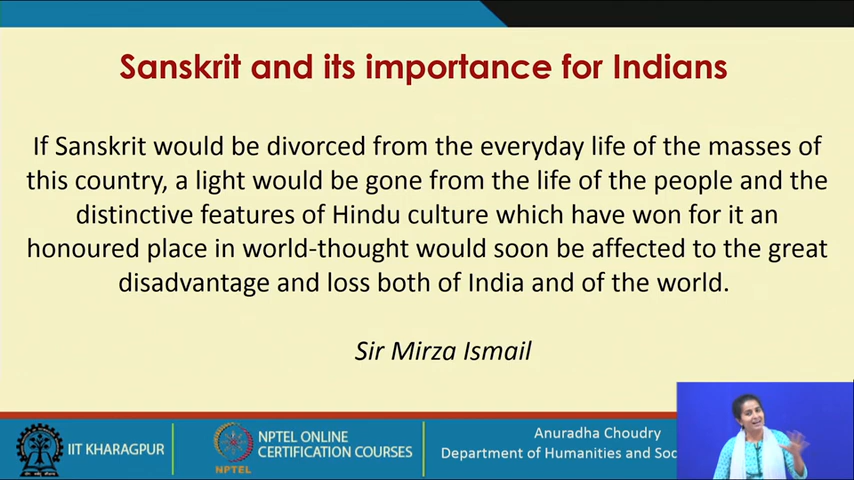 Sanskrit and its importance for Indians
If Sanskrit would be divorced from the everyday life of the masses of
this country, a light would be gone from the life of the people and the
distinctive features of Hindu culture which have won for it an
honoured place in world-thought would soon be affected to the great
disadvantage and loss both of India and of the world.
Sir Mirza Ismail
IIT KHARAGPUR
NPTEL
NPTEL ONLINE
CERTIFICATION COURSES
Anuradha Choudry
Department of Humanities and Soc